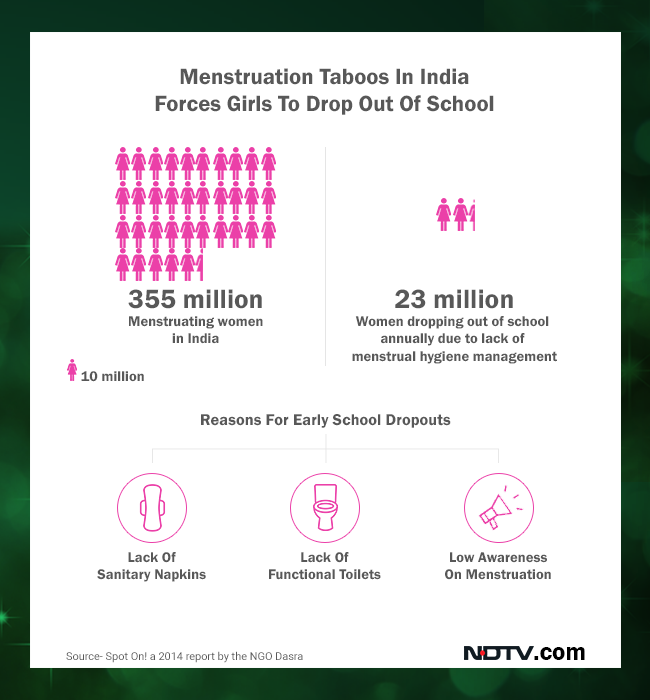 Menstruation Taboos In India
Forces Girls To Drop Out Of School
355 million
Menstruating women
in India
23 million
Women dropping out of school
annually due to lack of
menstrual hygiene management
10 million
Reasons For Early School Dropouts
Lack Of
Sanitary Napkins
Lack Of
Functional Toilets
Low Awareness
On Menstruation
Source- Spot On! a 2014 report by the NGO Dasra
NDTV.com